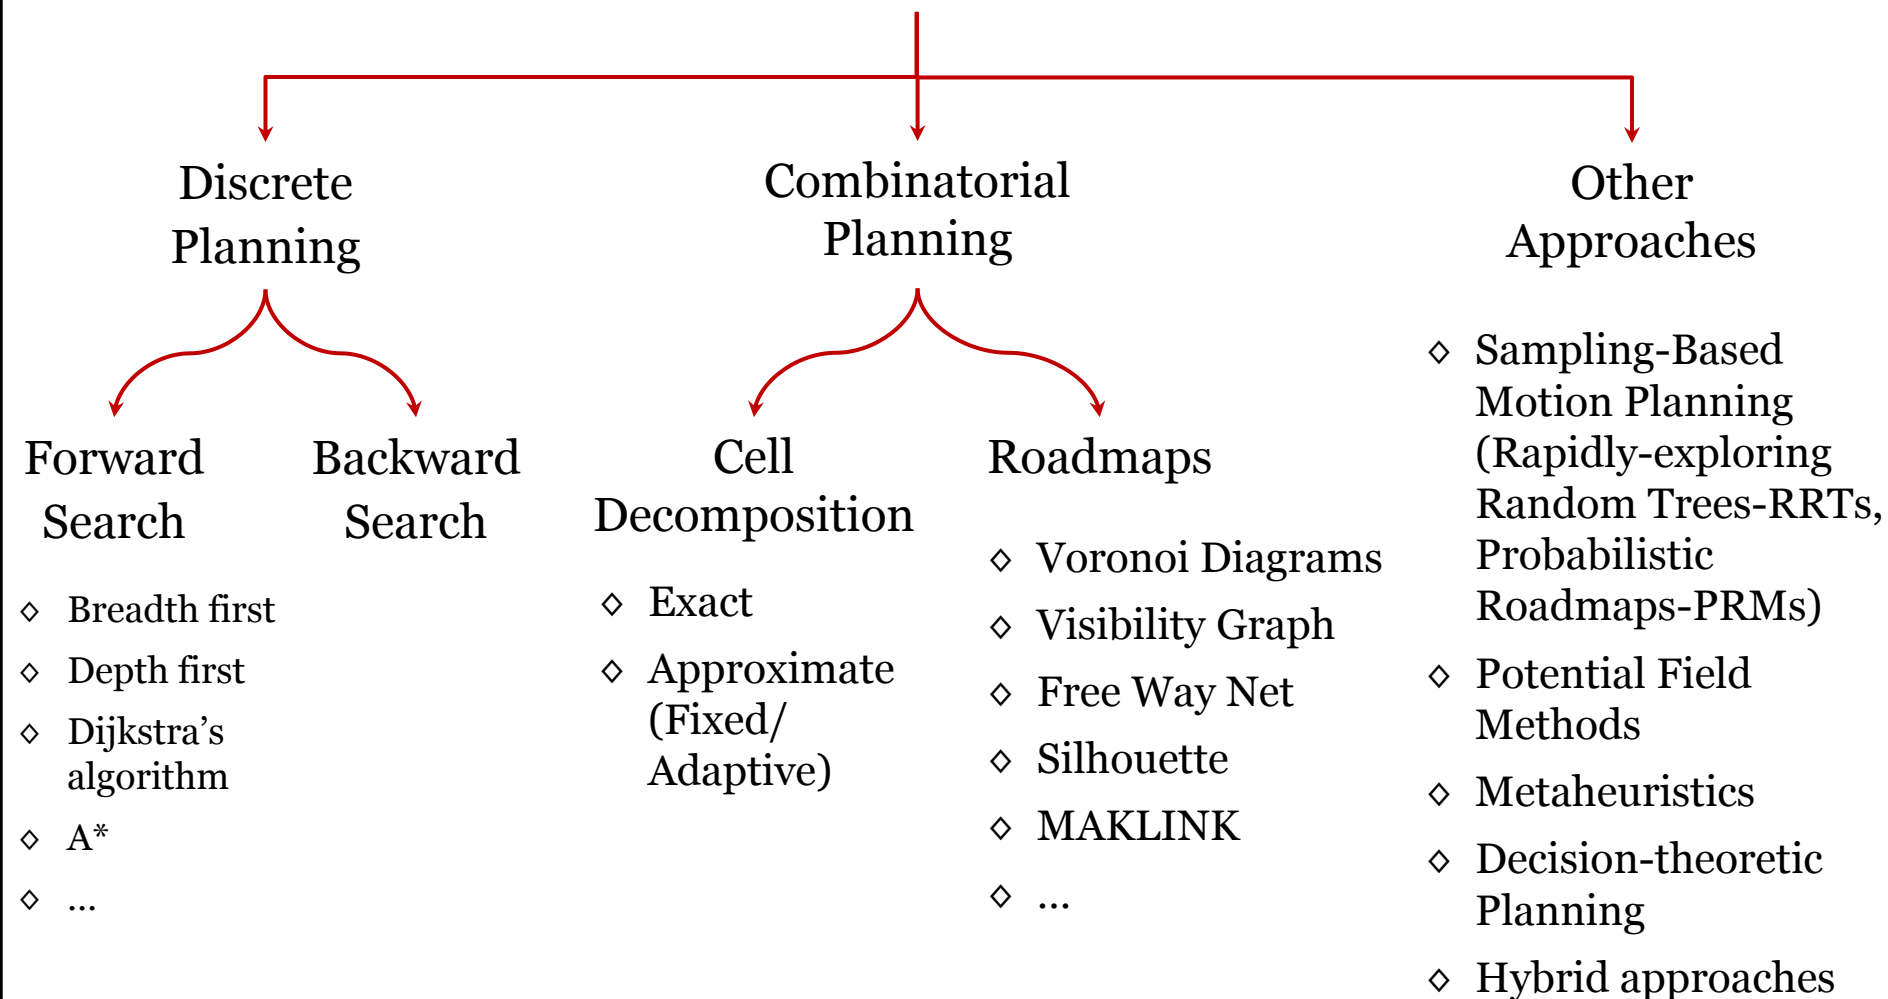 Discrete
Planning
Combinatorial
Planning
Other
Approaches
Forward
Search
Backward
Search
◊ Breadth first
◊ Depth first
◊ Dijkstra’s
algorithm
◊ A*
◊ ...
Cell
Decomposition
◊ Exact
◊ Approximate
(Fixed/
Adaptive)
Roadmaps
◊ Voronoi Diagrams
◊ Visibility Graph
◊ Free Way Net
◊ Silhouette
◊ MAKLINK
◊ ...
◊ Sampling-Based
Motion Planning
(Rapidly-exploring
Random Trees-RRTs,
Probabilistic
Roadmaps-PRMs)
◊ Potential Field
Methods
◊ Metaheuristics
◊ Decision-theoretic
Planning
◊ Hybrid approaches